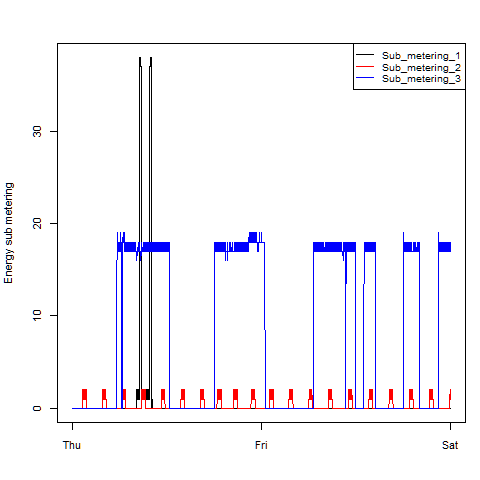 Sub_metering_1
Sub_metering_2
Sub_metering_3
Energy sub metering
30
20
10
0
Thu
Fri
Sat